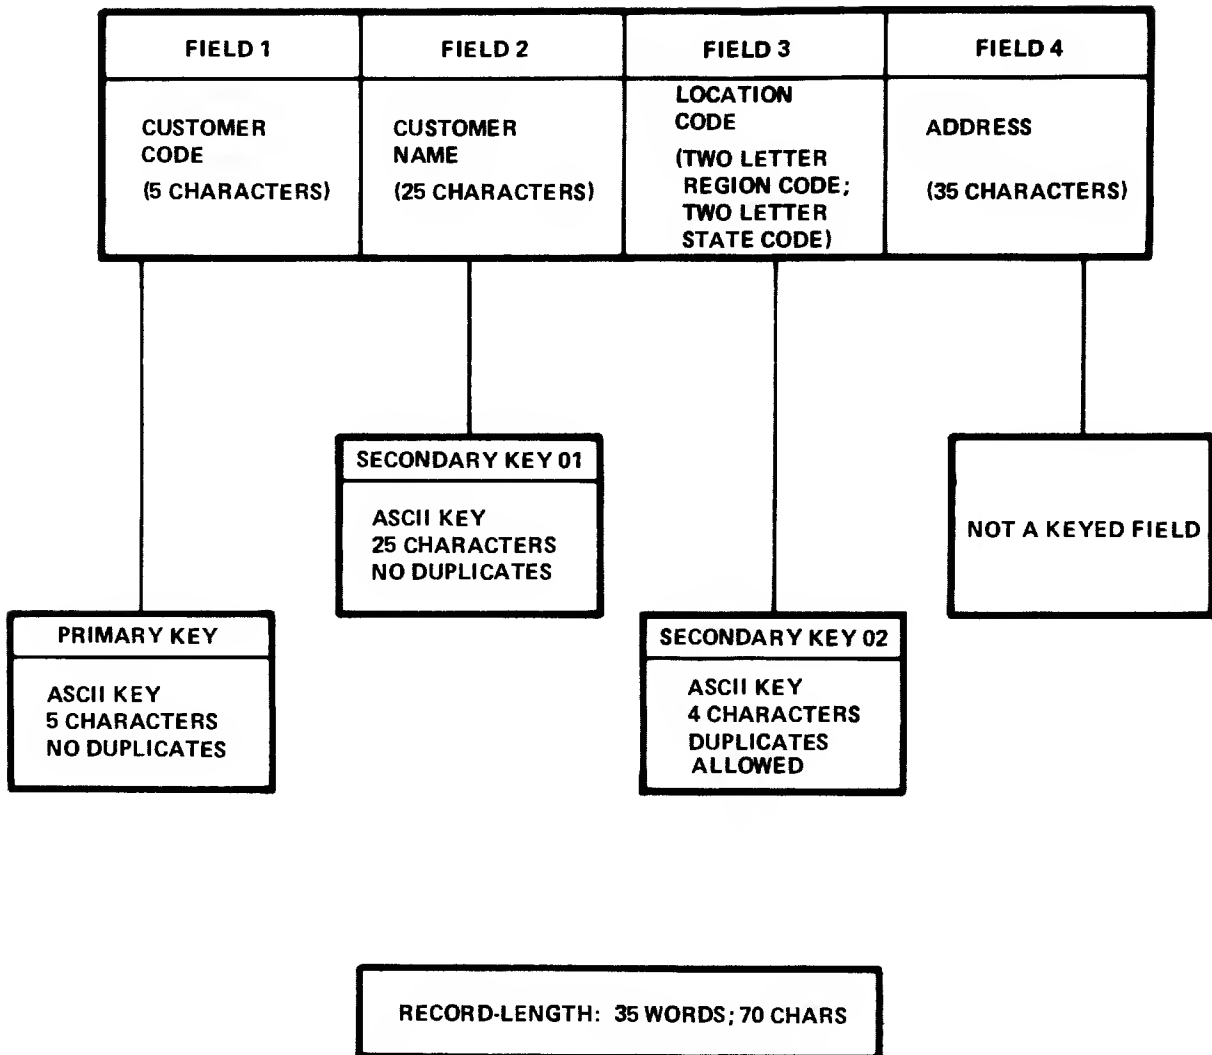 FIELD 1
FIELD 2
FIELD 3
FIELD 4
CUSTOMER
CODE
(5 CHARACTERS)
CUSTOMER
NAME
(25 CHARACTERS)
LOCATION
CODE
(TWO LETTER
REGION CODE;
TWO LETTER
STATE CODE)
ADDRESS
(35 CHARACTERS)
SECONDARY KEY 01
ASCII KEY
25 CHARACTERS
NO DUPLICATES
NOT A KEYED FIELD
PRIMARY KEY
ASCII KEY
5 CHARACTERS
NO DUPLICATES
SECONDARY KEY 02
ASCII KEY
4 CHARACTERS
DUPLICATES
ALLOWED
RECORD-LENGTH: 35 WORDS; 70 CHARS